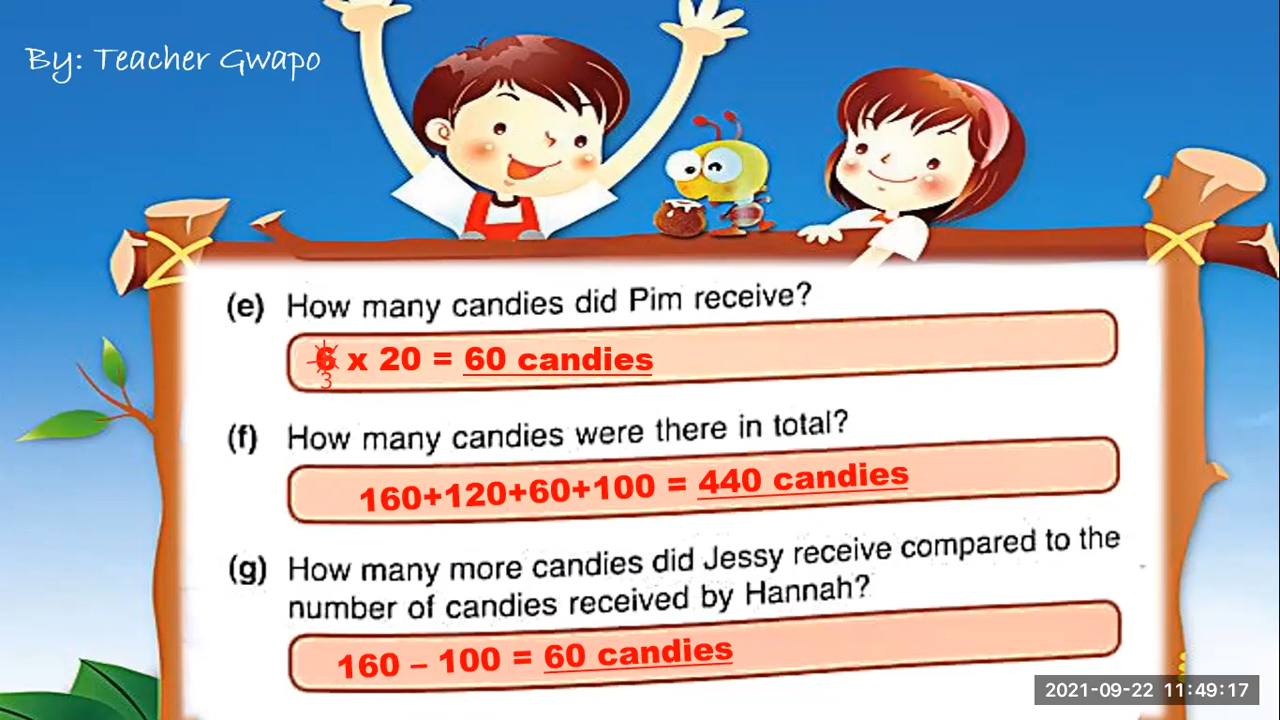 By: Teacher Gwapo
(e) How many candies did Pim receive?
6 x 20 = 60 candies
3
(f) How many candies were there in total?
160+120+60+100 = 440 candies
(g) How many more candies did Jessy receive compared to the
number of candies received by Hannah?
160 – 100 = 60 candies
2021-09-22 11:49:17